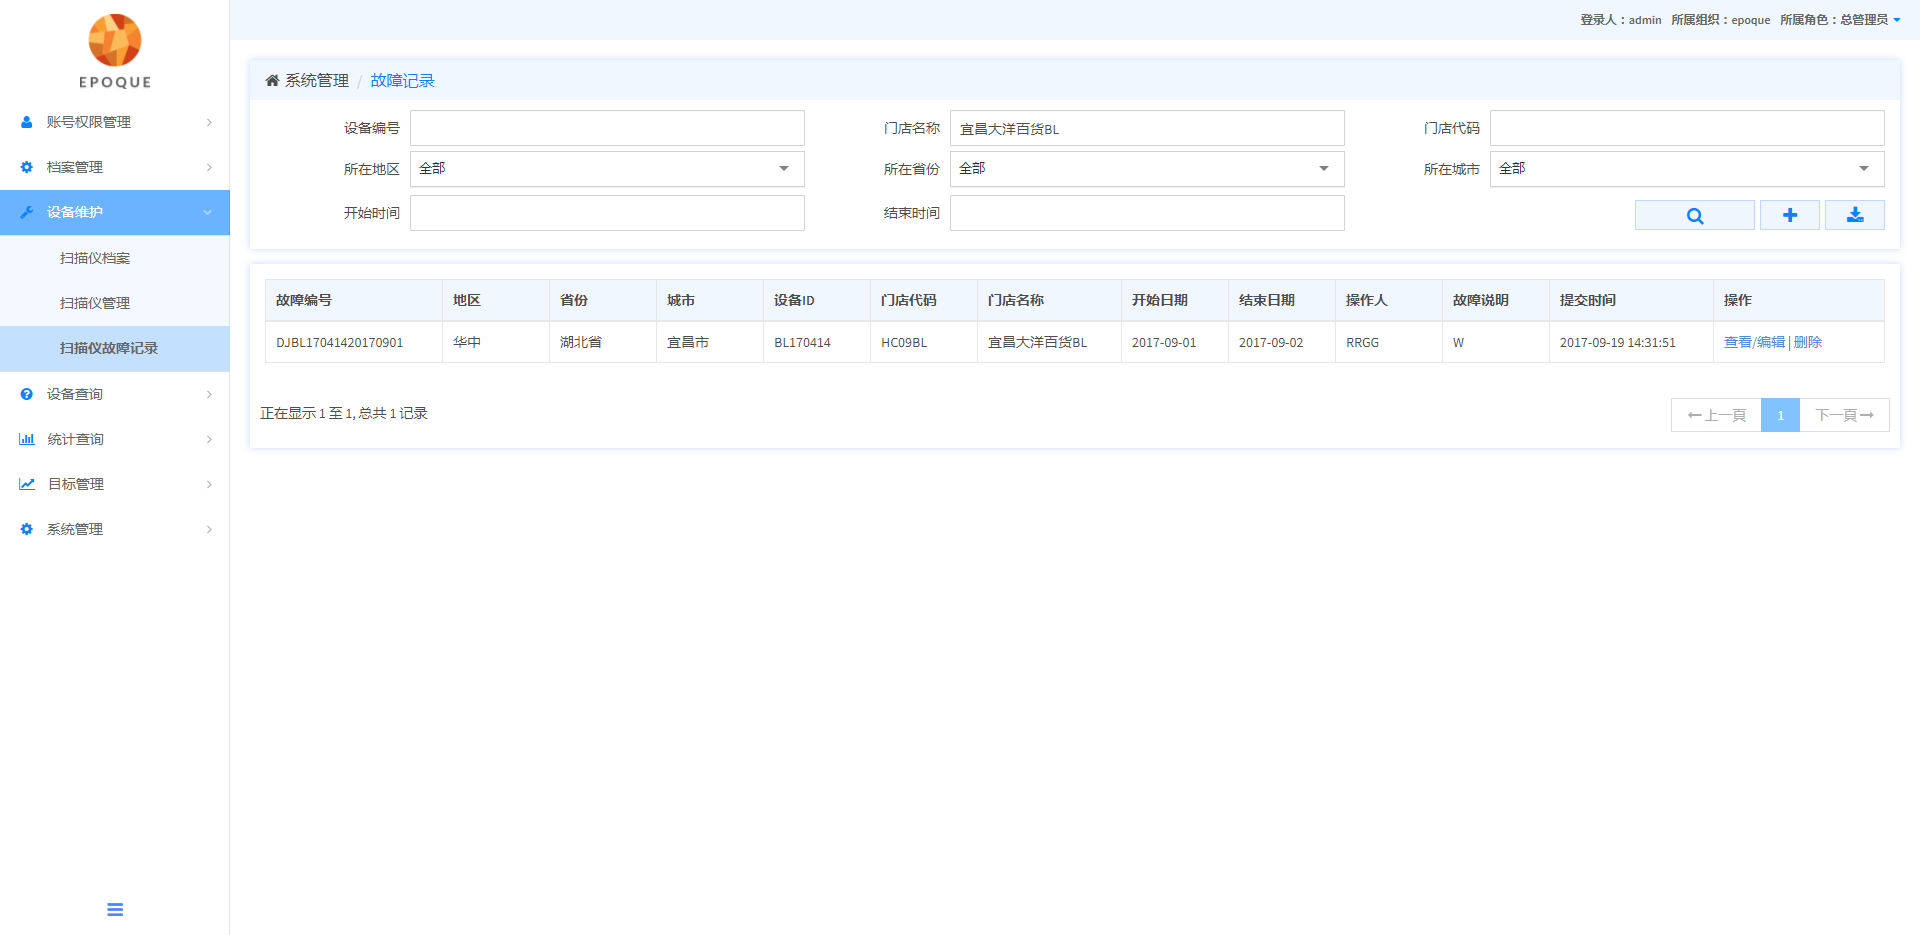 EPOQUE
登录人：admin 所属组织：epoque 所属角色：总管理员
账号权限管理
档案管理
设备维护
扫描仪档案
扫描仪管理
扫描仪故障记录
设备查询
统计查询
目标管理
系统管理
系统管理 / 故障记录
设备编号
门店名称 宜昌大洋百货BL
门店代码
所在地区 全部
所在省份 全部
所在城市 全部
开始时间
结束时间
故障编号 地区 省份 城市 设备ID 门店代码 门店名称 开始日期 结束日期 操作人 故障说明 提交时间 操作
DJBL17041420170901 华中 湖北省 宜昌市 BL170414 HC09BL 宜昌大洋百货BL 2017-09-01 2017-09-02 RRGG W 2017-09-19 14:31:51 查看/编辑 | 删除
正在显示 1 至 1, 总共 1 记录
←上一頁 1 下一頁→